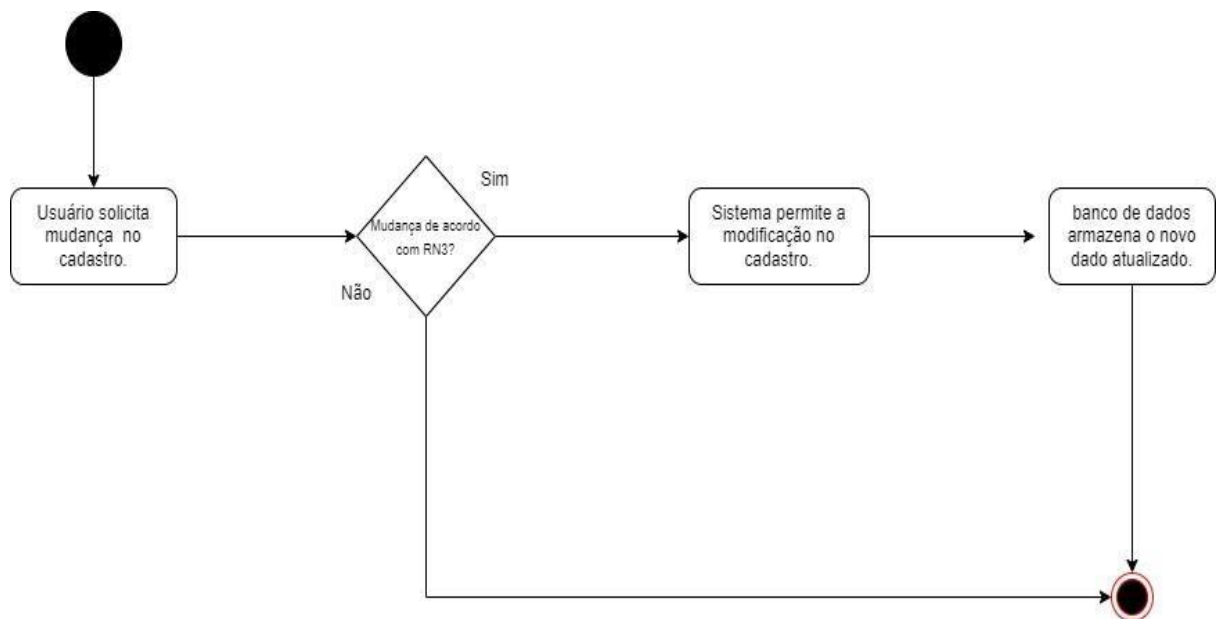 Usuário solicita
mudança no
cadastro.
Mudança de acordo
com RN3?
Sim
Não
Sistema permite a
modificação no
cadastro.
banco de dados
armazena o novo
dado atualizado.